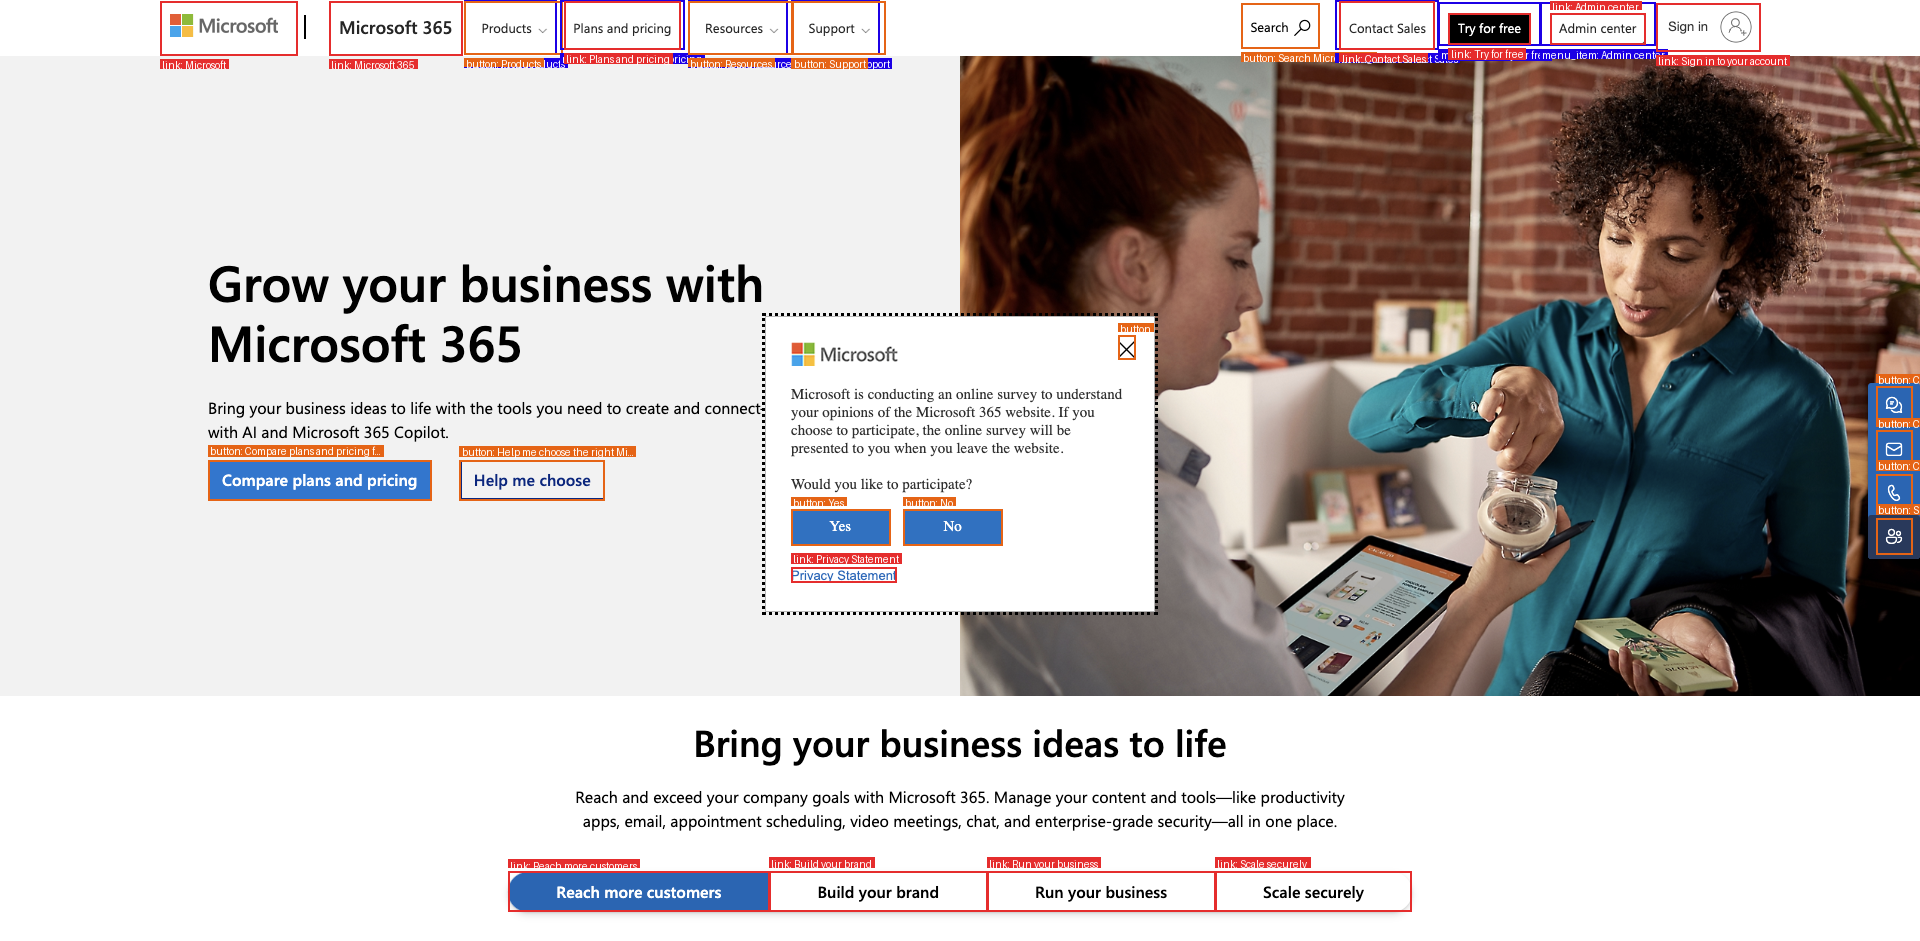 Microsoft
Microsoft 365
Products
Plans and pricing
Resources
Support
Search
Contact Sales
Try for free
link: Admin center
Admin center
Sign in
link: Microsoft
link: Microsoft 365
button: Products
link: Plans and pricing
button: Resources
button: Support
button: Search Micr
link: Contact Sales
link: Try for free
menu_item: Admin cent
link: Sign in to your account
Grow your business with
Microsoft 365
Bring your business ideas to life with the tools you need to create and connect-
with AI and Microsoft 365 Copilot.
button: Compare plans and pricing f...
button: Help me choose the right Mi...
Compare plans and pricing
Help me choose
button
Microsoft
Microsoft is conducting an online survey to understand
your opinions of the Microsoft 365 website. If you
choose to participate, the online survey will be
presented to you when you leave the website.
Would you like to participate?
button: Yes
button: No
Yes
No
link: Privacy Statement
Privacy Statement
button: C
button: C
button: C
button: S
Bring your business ideas to life
Reach and exceed your company goals with Microsoft 365. Manage your content and tools—like productivity
apps, email, appointment scheduling, video meetings, chat, and enterprise-grade security—all in one place.
link: Reach more customers
link: Build your brand
link: Run your business
link: Scale securely
Reach more customers
Build your brand
Run your business
Scale securely